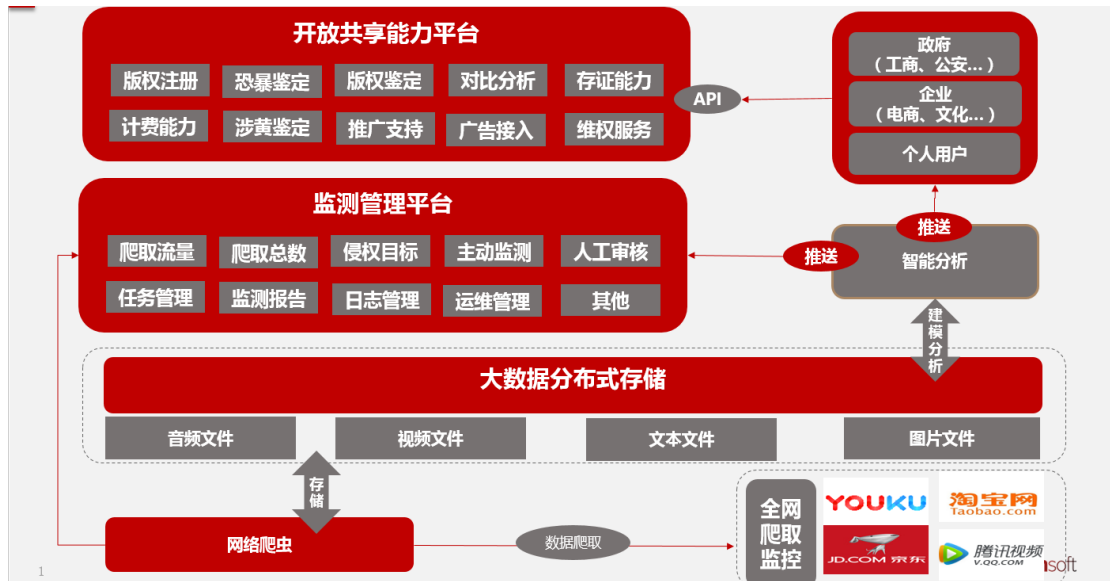 开放共享能力平台
版权注册 恐暴鉴定 版权鉴定 对比分析 存证能力
计费能力 涉黄鉴定 推广支持 广告接入 维权服务
API
政府
（工商、公安...）
企业
（电商、文化...）
个人用户
监测管理平台
爬取流量 爬取总数 侵权目标 主动监测 人工审核
任务管理 监测报告 日志管理 运维管理 其他
推送
推送
智能分析
建模分析
大数据分布式存储
音频文件 视频文件 文本文件 图片文件
存储
网络爬虫
数据爬取
全网
爬取
监控
YOUKU
淘宝网
Taobao.com
JD.COM 京东
腾讯视频
V.QQ.COM
soft
1